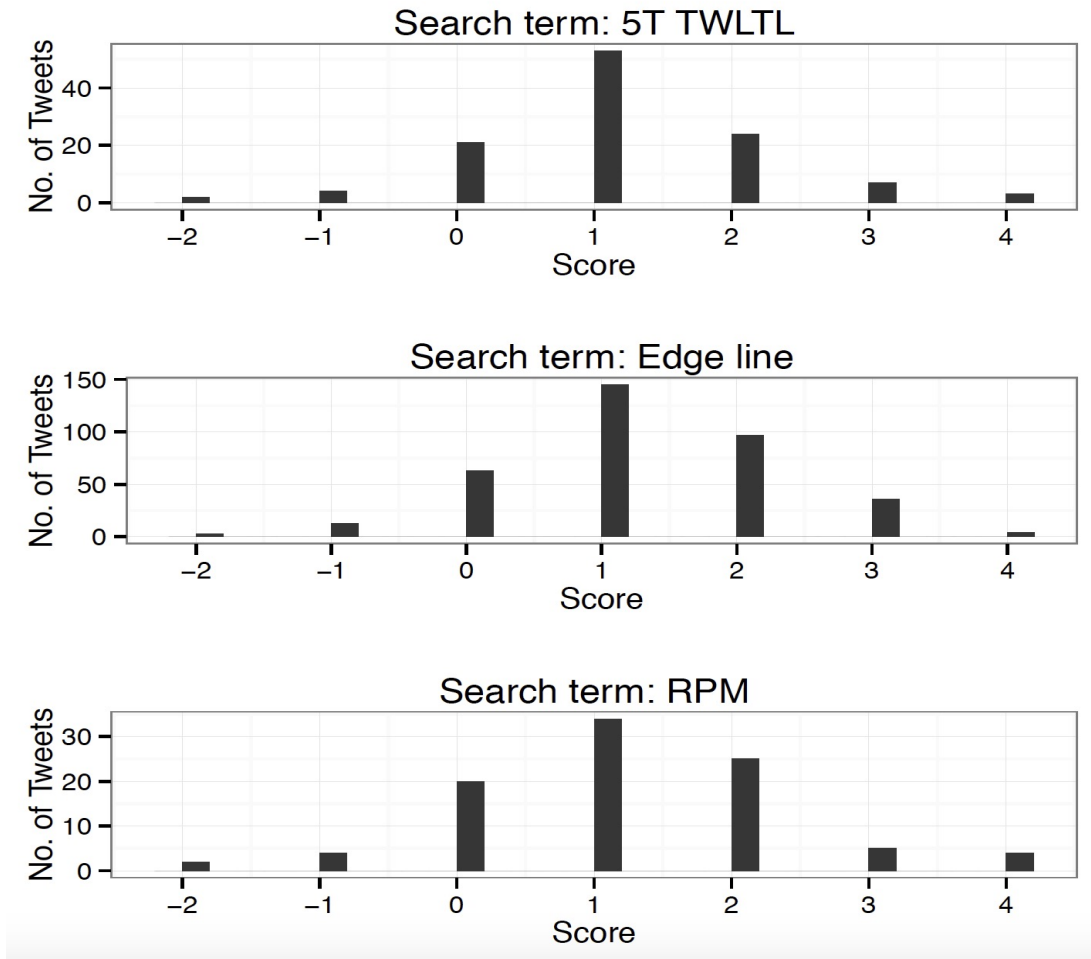 Search term: 5T TWLTL
No. of Tweets
40
20
0
−2 −1 0 1 2 3 4
Score
Search term: Edge line
No. of Tweets
150
100
50
0
−2 −1 0 1 2 3 4
Score
Search term: RPM
No. of Tweets
30
20
10
0
−2 −1 0 1 2 3 4
Score